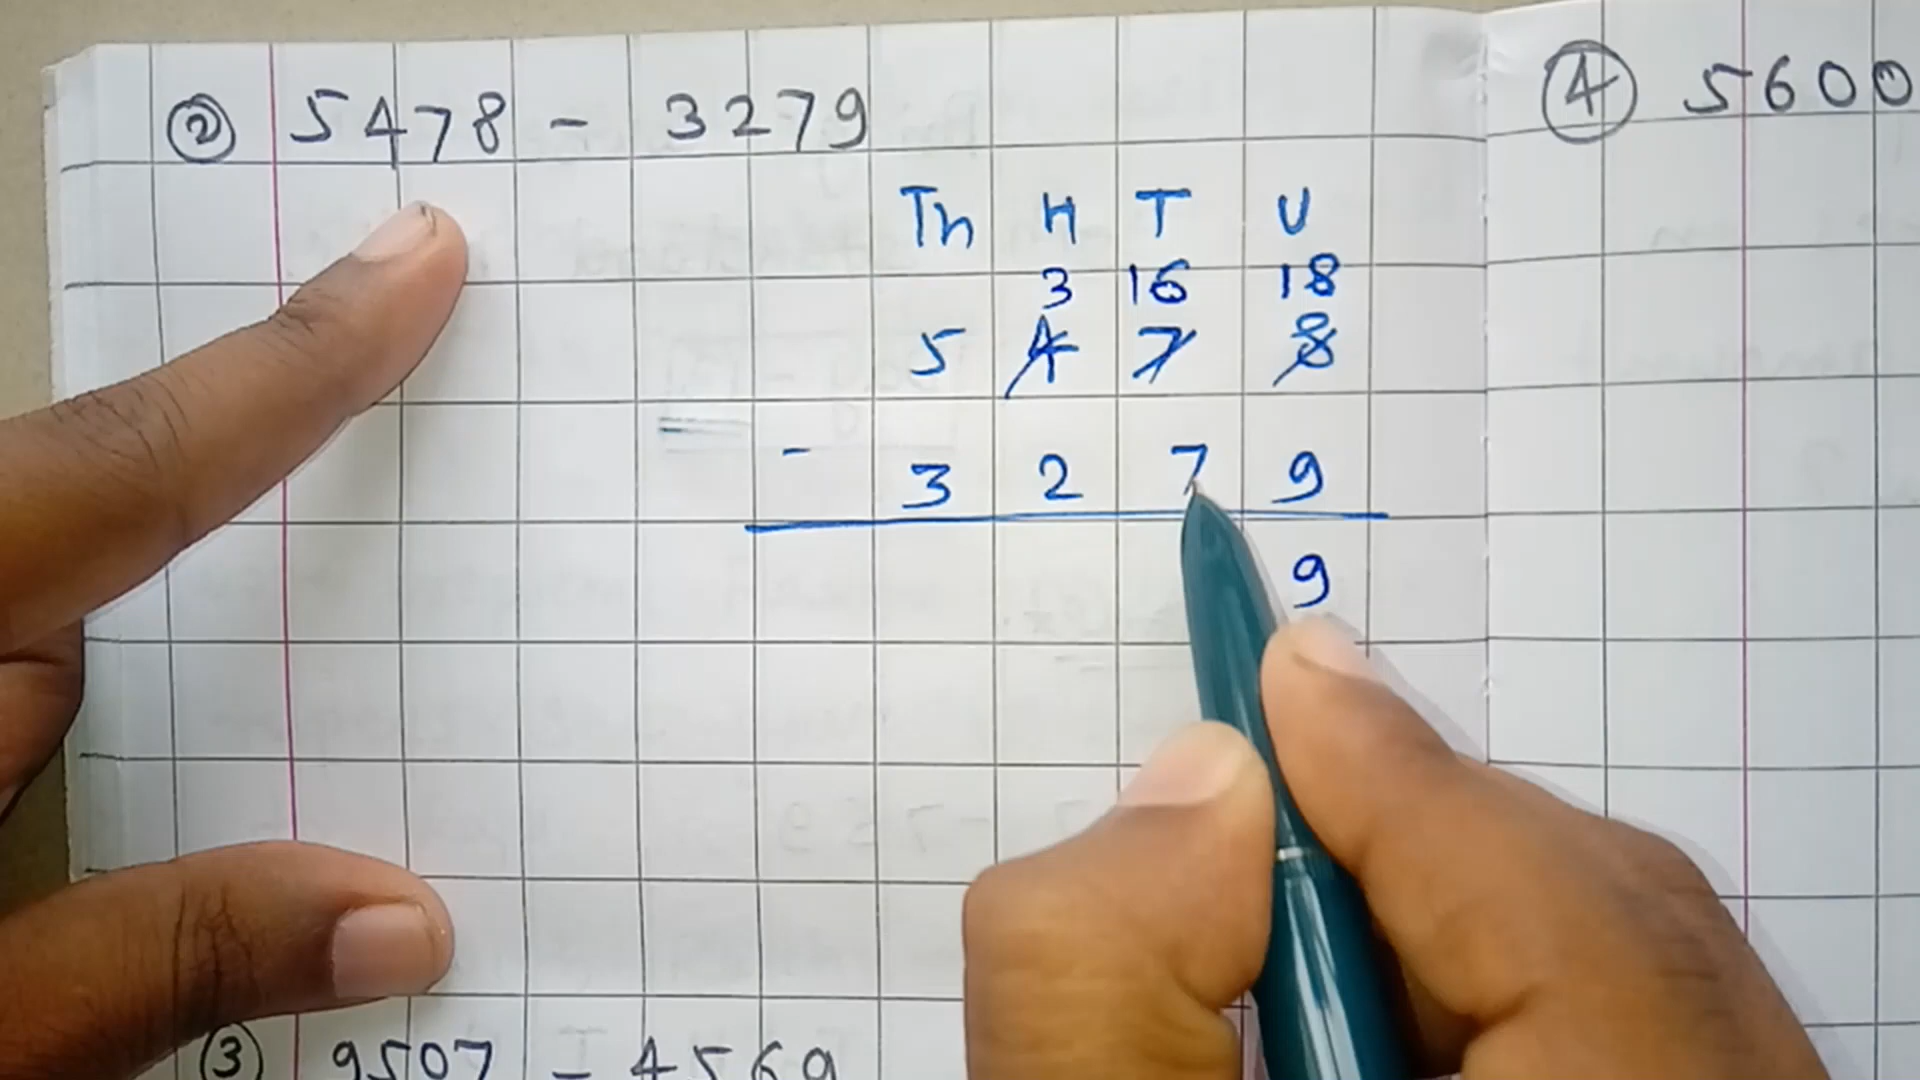 ② 5478 - 3279
④ 5600
Th H T U
3 16 18
5 4 7 8
- 3 2 7 9
9
③ 9507 - 4569